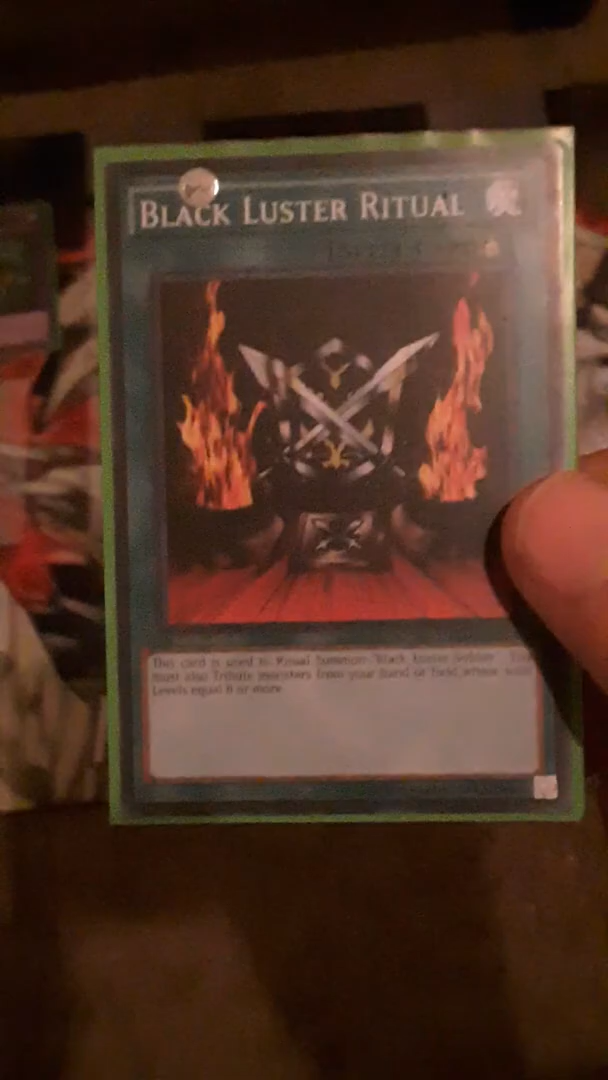 BLACK LUSTER RITUAL
This card is used to Ritual Summon "Black Luster Soldier". You
must also Tribute monsters from your hand or field whose total
Levels equal 8 or more.